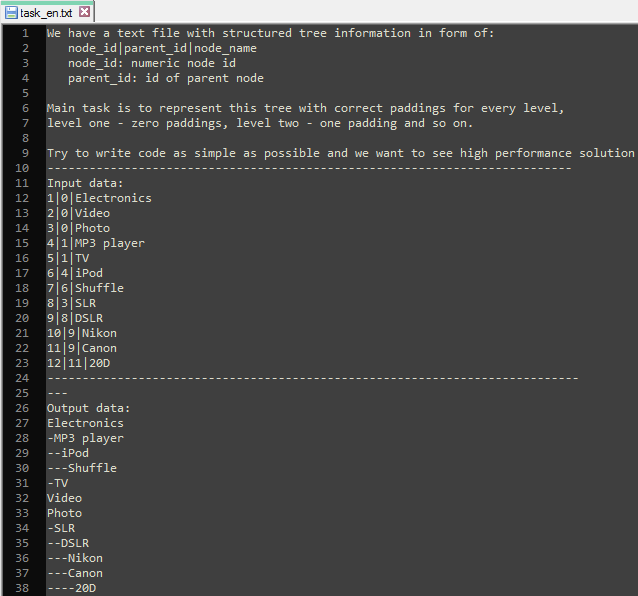 task_en.txt
1 We have a text file with structured tree information in form of:
2 node_id|parent_id|node_name
3 node_id: numeric node id
4 parent_id: id of parent node
5
6 Main task is to represent this tree with correct paddings for every level,
7 level one - zero paddings, level two - one padding and so on.
8
9 Try to write code as simple as possible and we want to see high performance solution
10 ---------------------------------------------------------------------------
11 Input data:
12 1|0|Electronics
13 2|0|Video
14 3|0|Photo
15 4|1|MP3 player
16 5|1|TV
17 6|4|iPod
18 7|6|Shuffle
19 8|3|SLR
20 9|8|DSLR
21 10|9|Nikon
22 11|9|Canon
23 12|11|20D
24 ----------------------------------------------------------------------------
25 ---
26 Output data:
27 Electronics
28 -MP3 player
29 --iPod
30 ---Shuffle
31 -TV
32 Video
33 Photo
34 -SLR
35 --DSLR
36 ---Nikon
37 ---Canon
38 ----20D